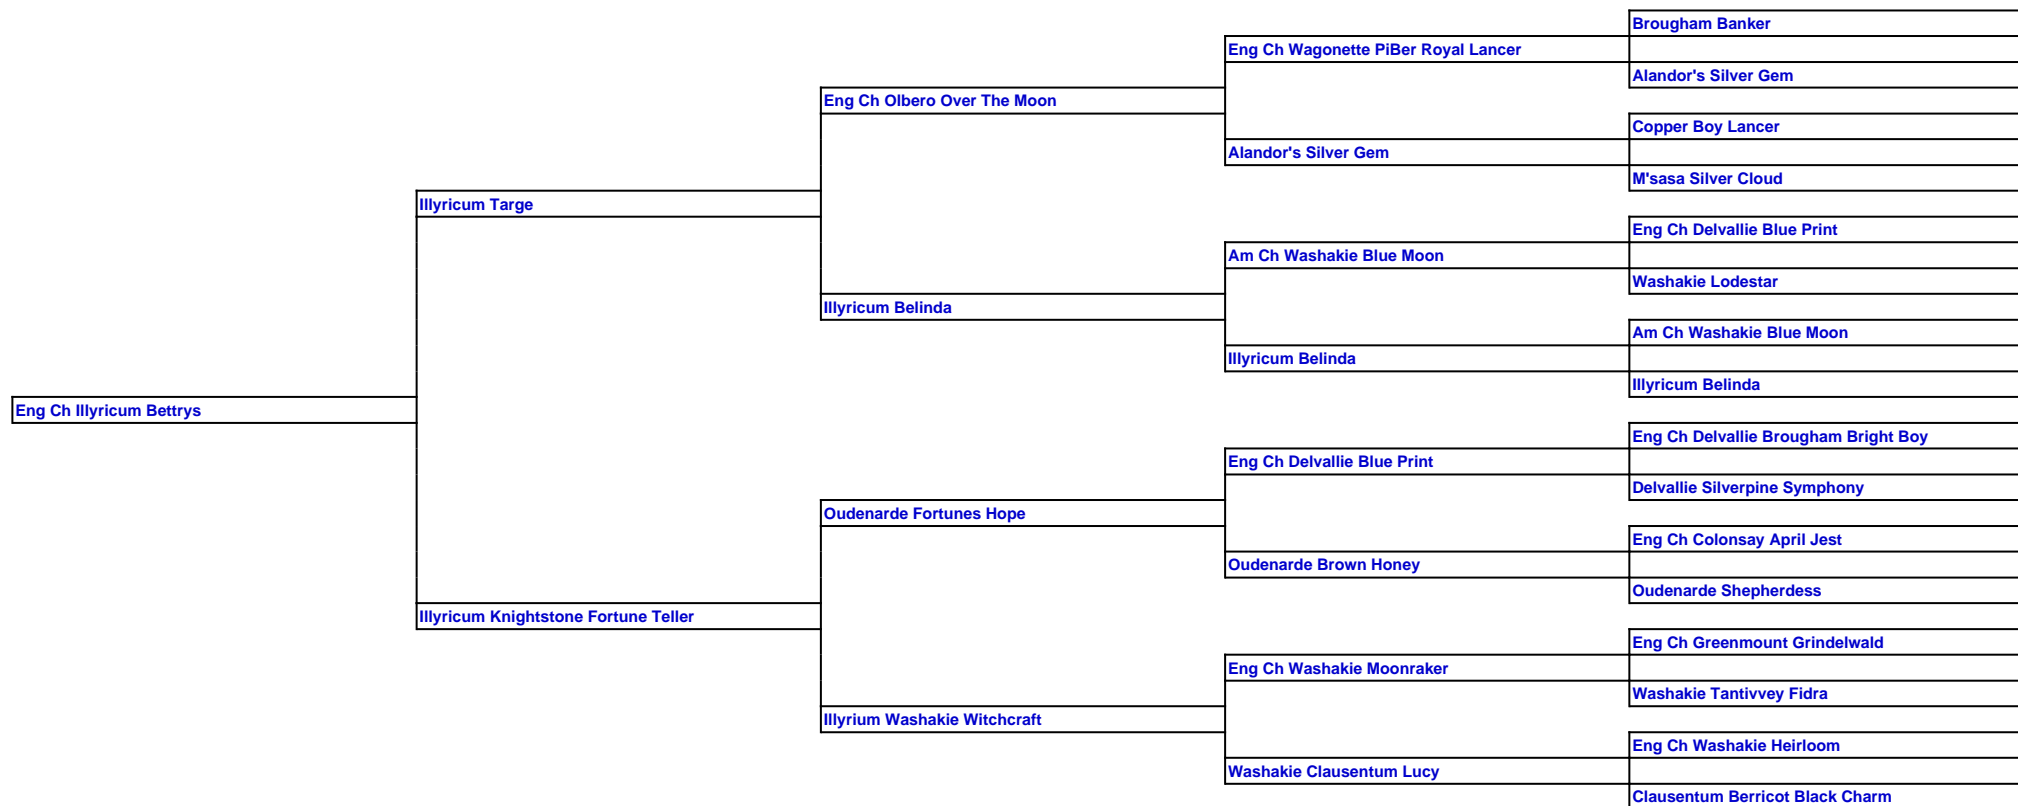 Brougham Banker
Eng Ch Wagonette PiBer Royal Lancer
Alandor's Silver Gem
Eng Ch Olbero Over The Moon
Copper Boy Lancer
Alandor's Silver Gem
M'sasa Silver Cloud
Illyricum Targe
Eng Ch Delvallie Blue Print
Am Ch Washakie Blue Moon
Washakie Lodestar
Illyricum Belinda
Am Ch Washakie Blue Moon
Illyricum Belinda
Illyricum Belinda
Eng Ch Illyricum Bettrys
Eng Ch Delvallie Brougham Bright Boy
Eng Ch Delvallie Blue Print
Delvallie Silverpine Symphony
Oudenarde Fortunes Hope
Eng Ch Colonsay April Jest
Oudenarde Brown Honey
Oudenarde Shepherdess
Illyricum Knightstone Fortune Teller
Eng Ch Greenmount Grindelwald
Eng Ch Washakie Moonraker
Washakie Tantivvey Fidra
Illyrium Washakie Witchcraft
Eng Ch Washakie Heirloom
Washakie Clausentum Lucy
Clausentum Berricot Black Charm